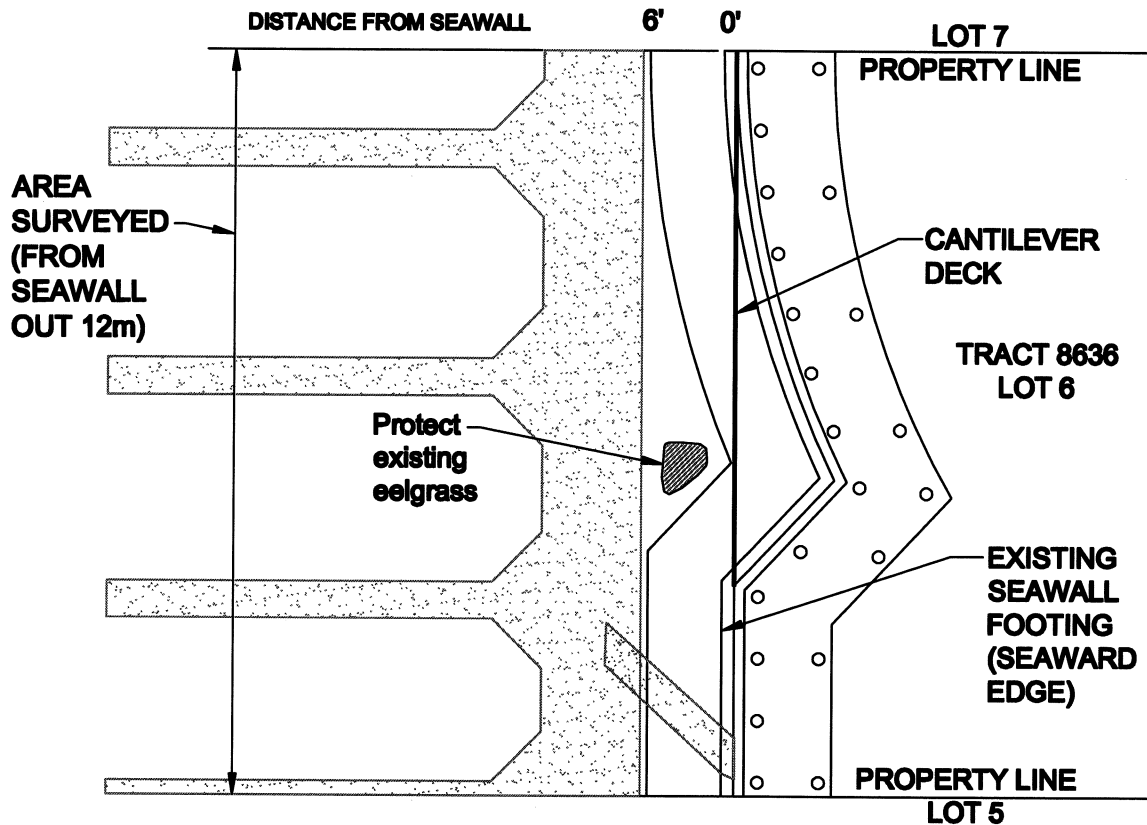 DISTANCE FROM SEAWALL
6'
0'
LOT 7
PROPERTY LINE
AREA
SURVEYED
(FROM
SEAWALL
OUT 12m)
CANTILEVER
DECK
TRACT 8636
LOT 6
Protect
existing
eelgrass
EXISTING
SEAWALL
FOOTING
(SEAWARD
EDGE)
PROPERTY LINE
LOT 5